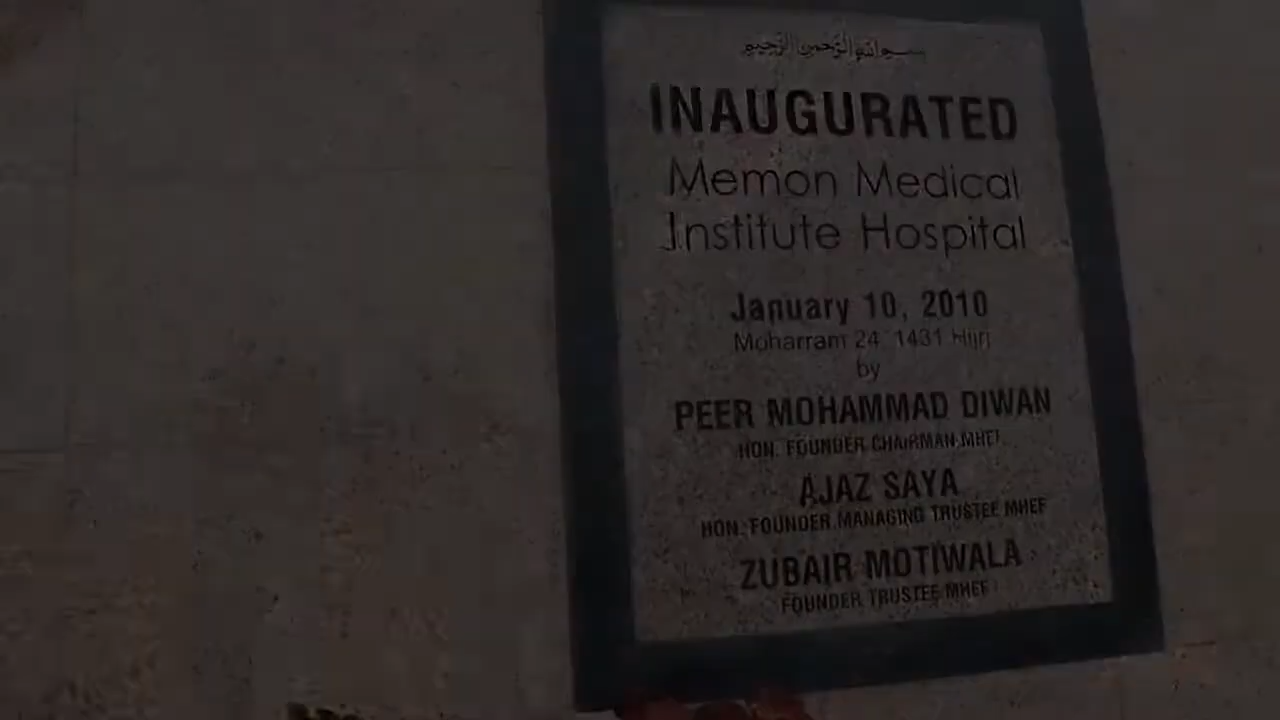 بسم الله الرحمن الرحيم
INAUGURATED
Memon Medical
Institute Hospital
January 10, 2010
Moharram 24, 1431 Hijri
by
PEER MOHAMMAD DIWAN
HON. FOUNDER CHAIRMAN MHEF
AJAZ SAYA
HON. FOUNDER MANAGING TRUSTEE MHEF
ZUBAIR MOTIWALA
FOUNDER TRUSTEE MHEF